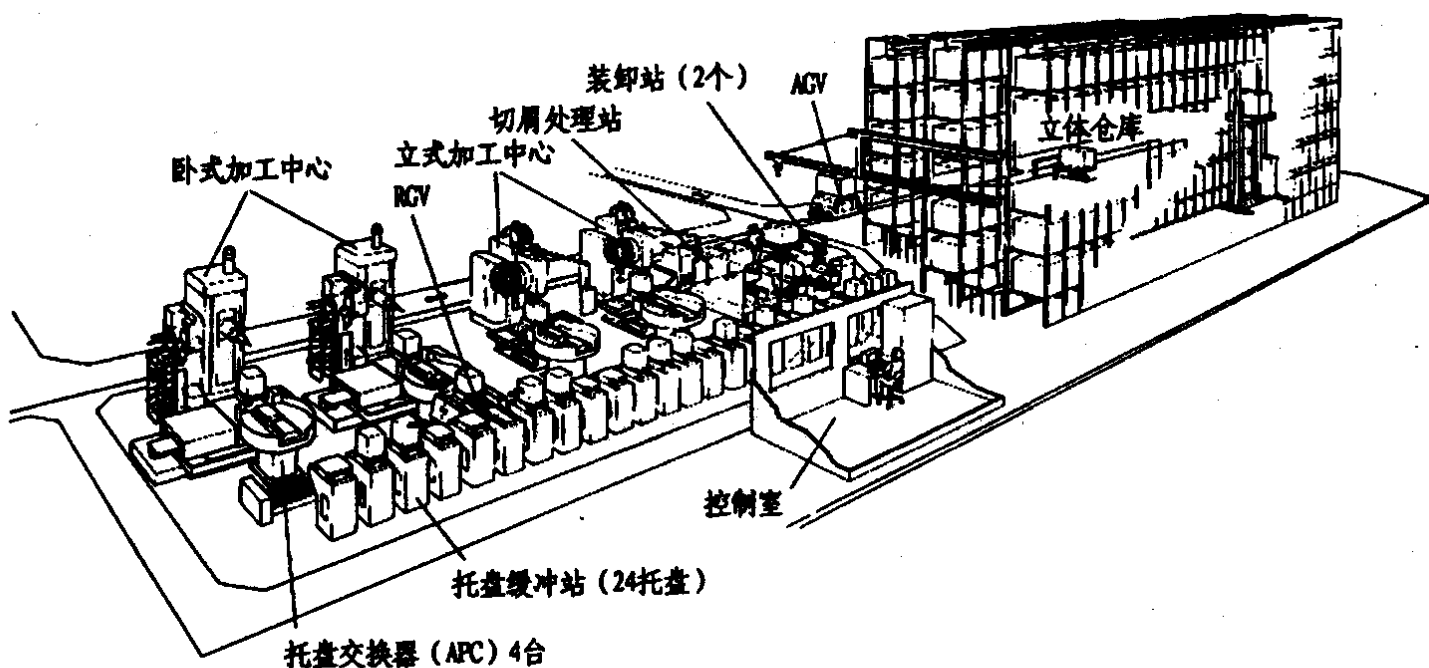 装卸站（2个）
AGV
切屑处理站
立体仓库
卧式加工中心
立式加工中心
RGV
控制室
托盘缓冲站（24托盘）
托盘交换器（APC）4台